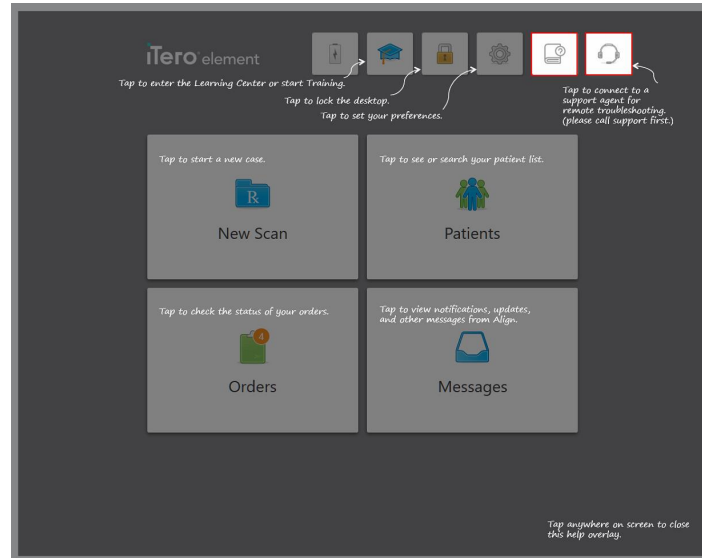 iTero element
Tap to enter the Learning Center or start Training.
Tap to lock the desktop.
Tap to set your preferences.
Tap to connect to a
support agent for
remote troubleshooting.
(please call support first.)
Tap to start a new case.
R
New Scan
Tap to see or search your patient list.
Patients
Tap to check the status of your orders.
4
Orders
Tap to view notifications, updates,
and other messages from Align.
Messages
Tap anywhere on screen to close
this help overlay.